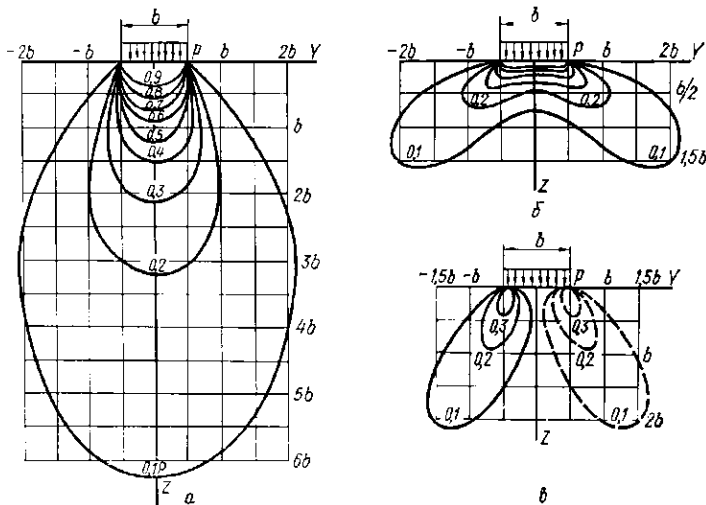 b
-2b -b P b 2b Y
0,9
0,8
0,7
0,6
0,5
0,4
0,3
0,2
0,1P
b
2b
3b
4b
5b
6b
Z
а
b
-2b -b P b 2b Y
b/2
0,2 0,2
0,1 0,1
1,5b
Z
б
b
-1,5b -b P b 1,5b Y
0,3 0,3
0,2 0,2
b
0,1 0,1
2b
Z
в